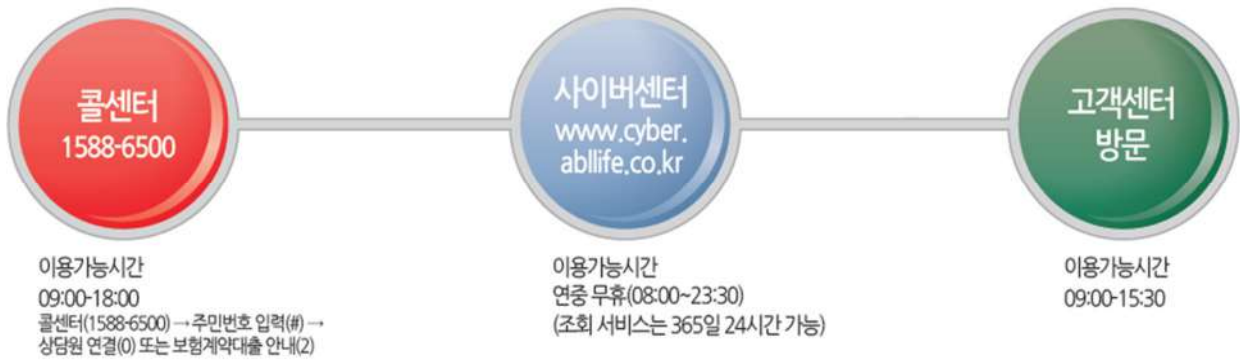 콜센터
1588-6500
사이버센터
www.cyber.
abllife.co.kr
고객센터
방문
이용가능시간
09:00-18:00
콜센터(1588-6500) → 주민번호 입력(#) →
상담원 연결(0) 또는 보험계약대출 안내(2)
이용가능시간
연중 무휴(08:00~23:30)
(조회 서비스는 365일 24시간 가능)
이용가능시간
09:00-15:30